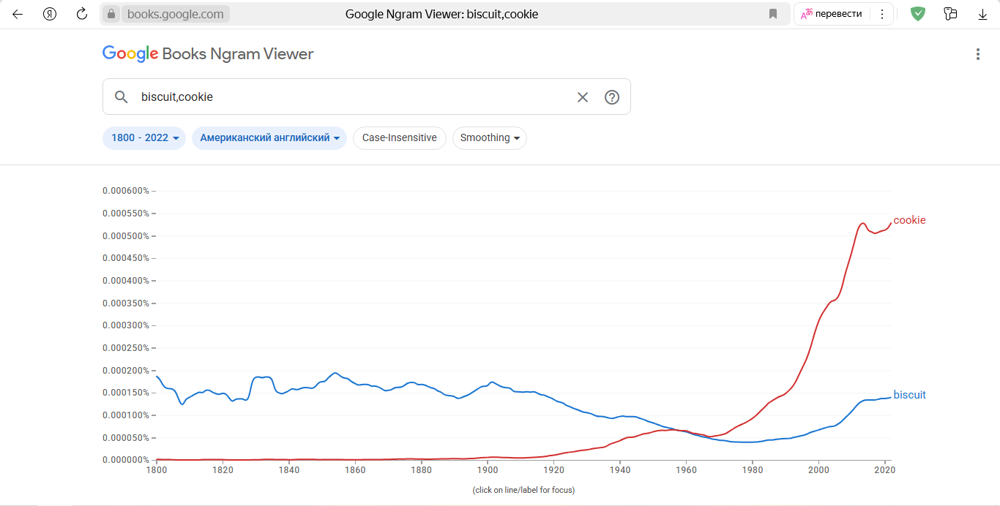 Я books.google.com Google Ngram Viewer: biscuit,cookie перевести
Google Books Ngram Viewer
biscuit,cookie
1800 - 2022 Американский английский Case-Insensitive Smoothing
0.000600%
0.000550%
cookie
0.000500%
0.000450%
0.000400%
0.000350%
0.000300%
0.000250%
0.000200%
0.000150%
biscuit
0.000100%
0.000050%
0.000000%
1800 1820 1840 1860 1880 1900 1920 1940 1960 1980 2000 2020
(click on line/label for focus)